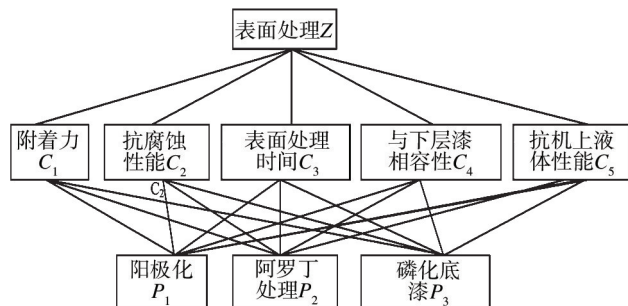 表面处理Z
附着力
C₁
抗腐蚀
性能C₂
表面处理
时间C₃
与下层漆
相容性C₄
抗机上液
体性能C₅
C₂
阳极化
P₁
阿罗丁
处理P₂
磷化底
漆P₃